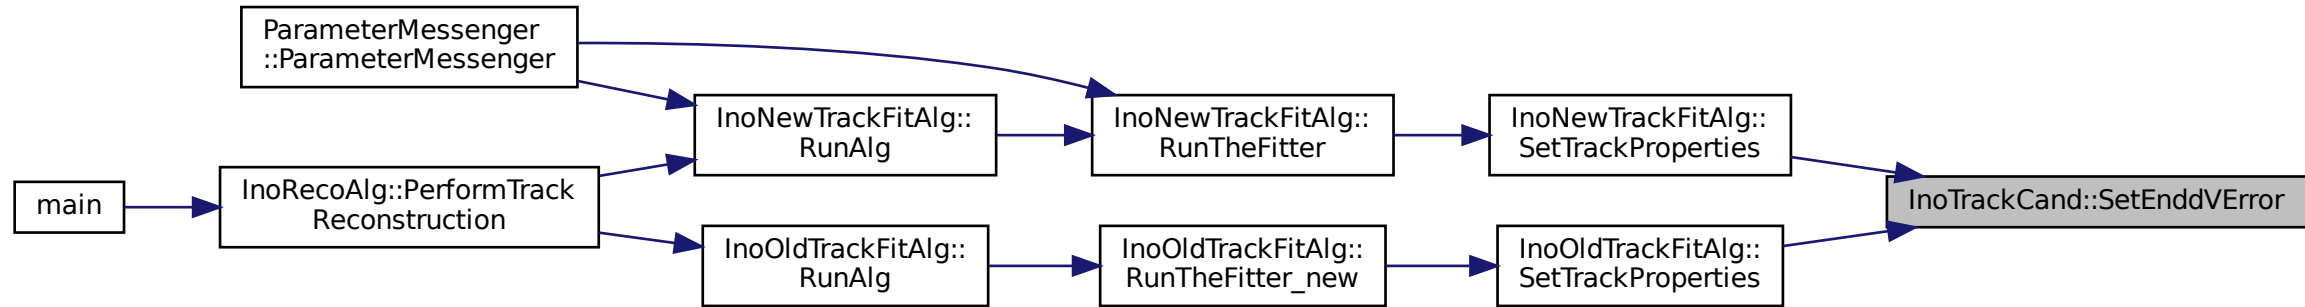 ParameterMessenger
::ParameterMessenger
InoNewTrackFitAlg::
RunAlg
InoNewTrackFitAlg::
RunTheFitter
InoNewTrackFitAlg::
SetTrackProperties
main
InoRecoAlg::PerformTrack
Reconstruction
InoTrackCand::SetEnddVError
InoOldTrackFitAlg::
RunAlg
InoOldTrackFitAlg::
RunTheFitter_new
InoOldTrackFitAlg::
SetTrackProperties